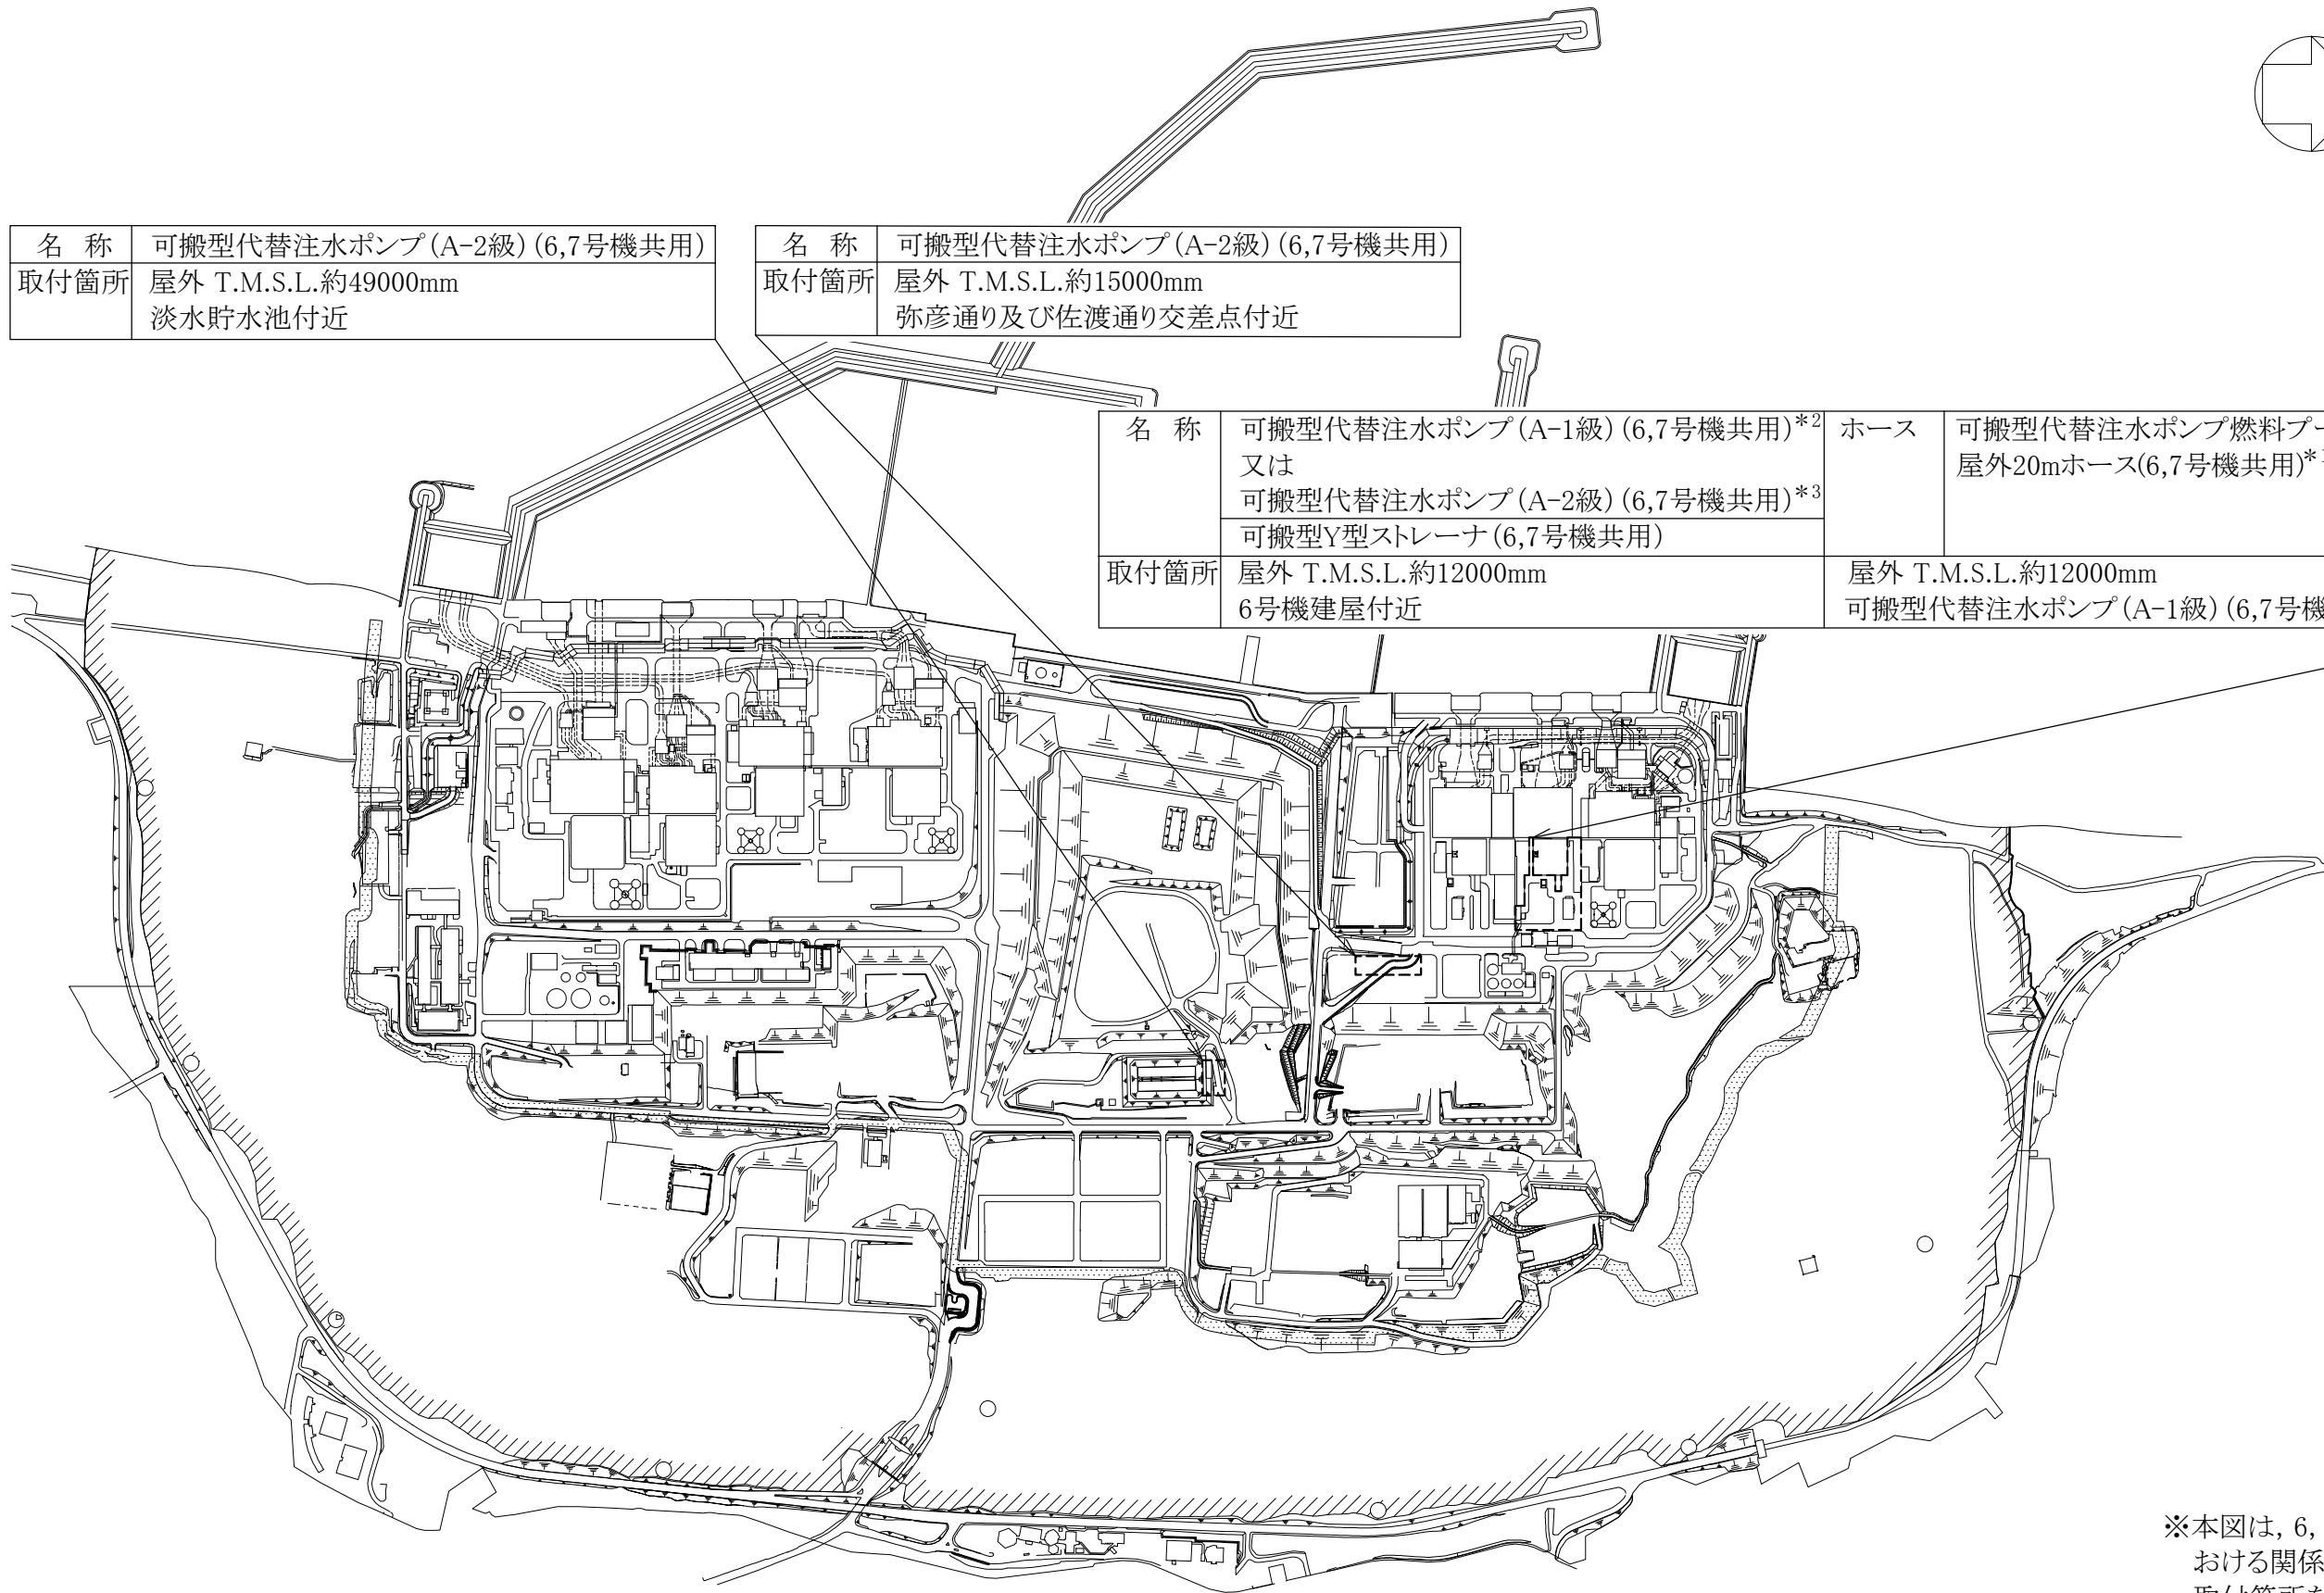 名 称 可搬型代替注水ポンプ(A-2級)(6,7号機共用)
取付箇所 屋外 T.M.S.L.約49000mm
淡水貯水池付近
名 称 可搬型代替注水ポンプ(A-2級)(6,7号機共用)
取付箇所 屋外 T.M.S.L.約15000mm
弥彦通り及び佐渡通り交差点付近
名 称 可搬型代替注水ポンプ(A-1級)(6,7号機共用)*2
又は
可搬型代替注水ポンプ(A-2級)(6,7号機共用)*3
可搬型Y型ストレーナ(6,7号機共用)
ホース 可搬型代替注水ポンプ燃料プー
屋外20mホース(6,7号機共用)*
取付箇所 屋外 T.M.S.L.約12000mm
6号機建屋付近
屋外 T.M.S.L.約12000mm
可搬型代替注水ポンプ(A-1級)(6,7号機
※本図は, 6,
おける関係
取付箇所